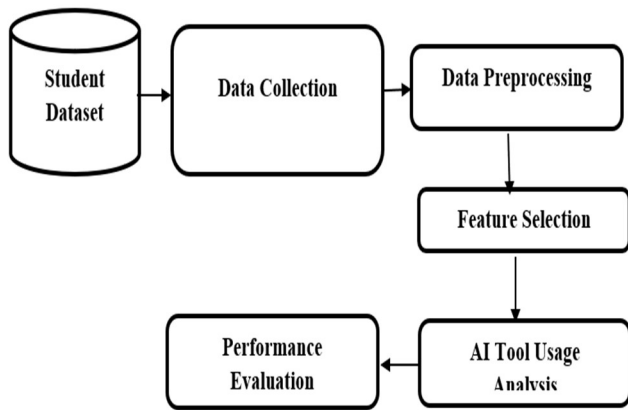 Student
Dataset
Data Collection
Data Preprocessing
Feature Selection
AI Tool Usage
Analysis
Performance
Evaluation